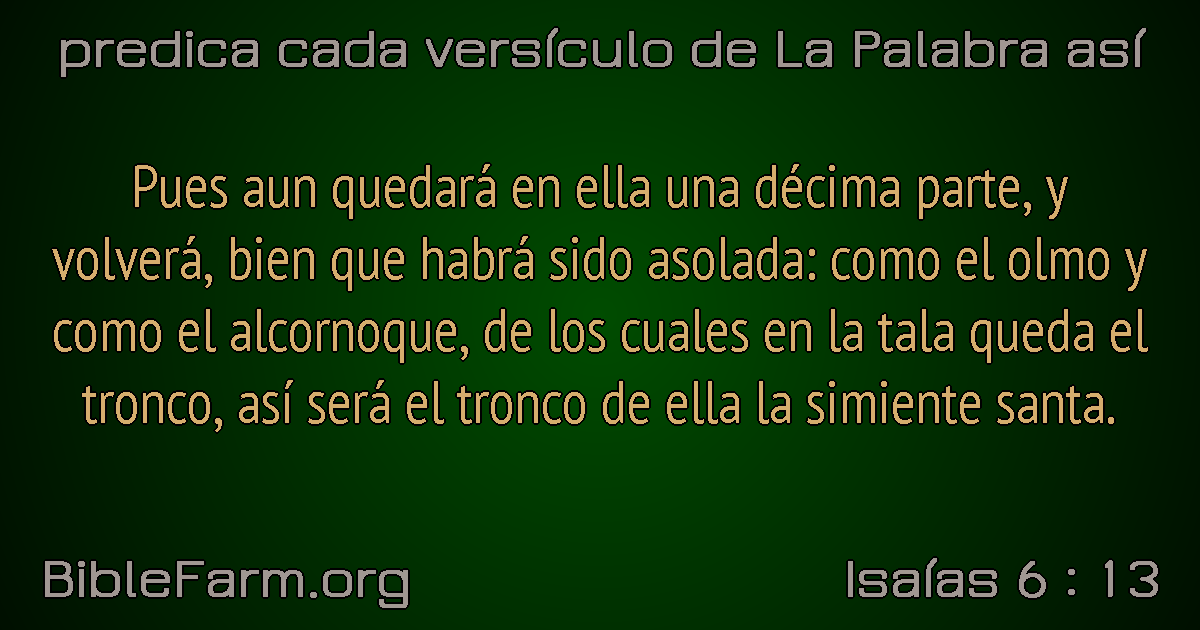 predica cada versículo de La Palabra así
Pues aun quedará en ella una décima parte, y
volverá, bien que habrá sido asolada: como el olmo y
como el alcornoque, de los cuales en la tala queda el
tronco, así será el tronco de ella la simiente santa.
BibleFarm.org
Isaías 6 : 13